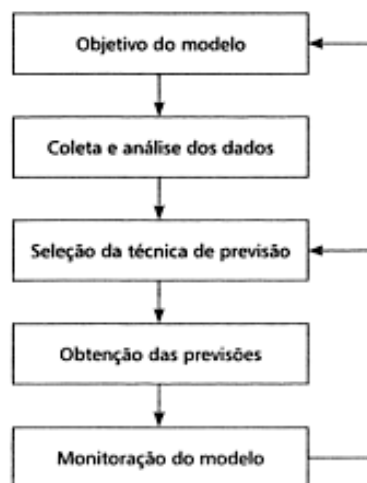 Objetivo do modelo
Coleta e análise dos dados
Seleção da técnica de previsão
Obtenção das previsões
Monitoração do modelo